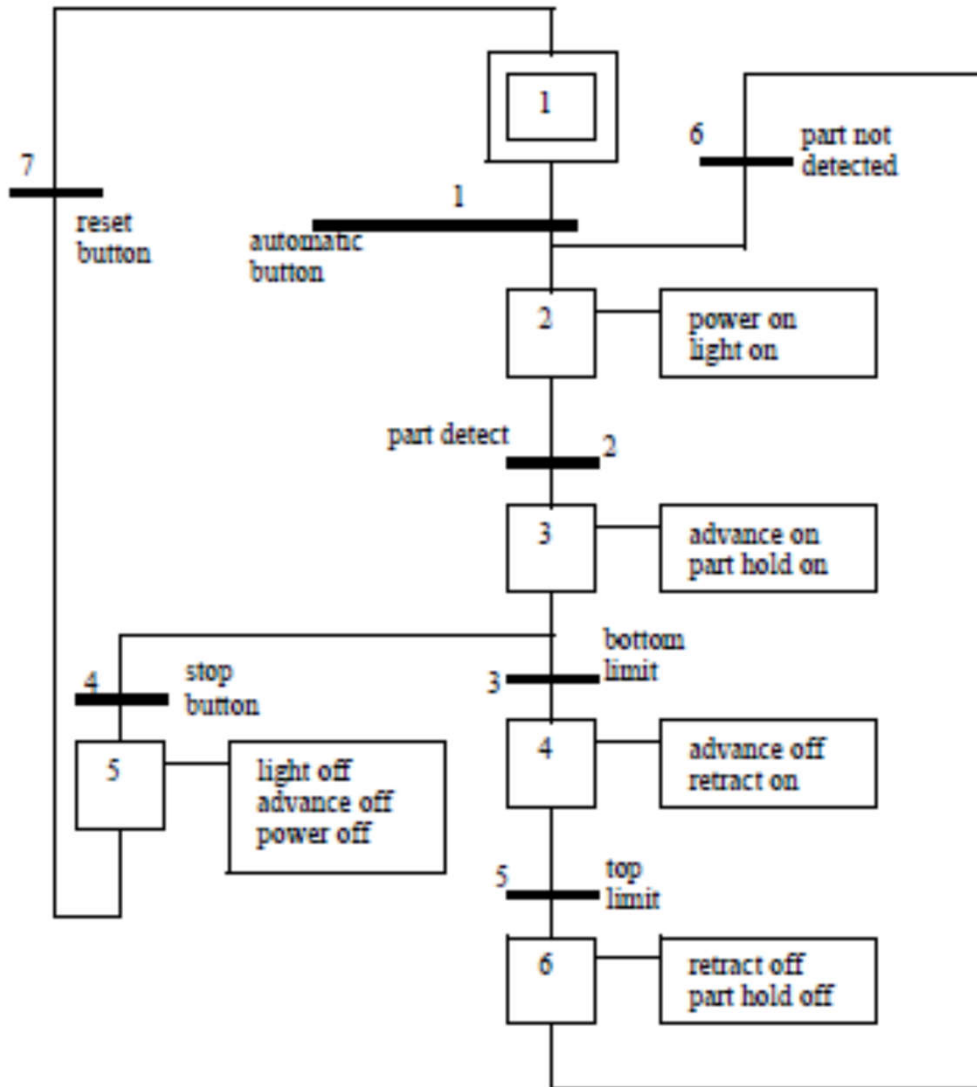 1
6
part not
detected
7
reset
button
1
automatic
button
2
power on
light on
part detect
2
3
advance on
part hold on
bottom
limit
3
4
stop
button
4
advance off
retract on
5
light off
advance off
power off
5
top
limit
6
retract off
part hold off